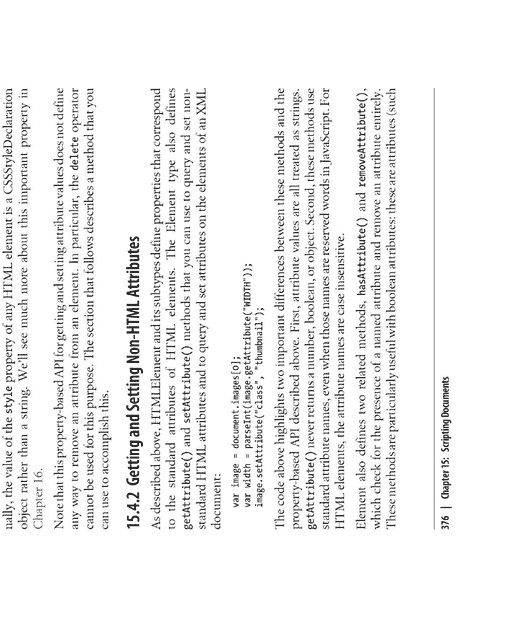 nally, the value of the style property of any HTML element is a CSSStyleDeclaration
object rather than a string. We'll see much more about this important property in
Chapter 16.
Note that this property-based API for getting and setting attribute values does not define
any way to remove an attribute from an element. In particular, the delete operator
cannot be used for this purpose. The section that follows describes a method that you
can use to accomplish this.
15.4.2 Getting and Setting Non-HTML Attributes
As described above, HTMLElement and its subtypes define properties that correspond
to the standard attributes of HTML elements. The Element type also defines
getAttribute() and setAttribute() methods that you can use to query and set non-
standard HTML attributes and to query and set attributes on the elements of an XML
document:
var image = document.images[0];
var width = parseInt(image.getAttribute("WIDTH"));
image.setAttribute("class", "thumbnail");
The code above highlights two important differences between these methods and the
property-based API described above. First, attribute values are all treated as strings.
getAttribute() never returns a number, boolean, or object. Second, these methods use
standard attribute names, even when those names are reserved words in JavaScript. For
HTML elements, the attribute names are case insensitive.
Element also defines two related methods, hasAttribute() and removeAttribute(),
which check for the presence of a named attribute and remove an attribute entirely.
These methods are particularly useful with boolean attributes: these are attributes (such
376 | Chapter 15: Scripting Documents